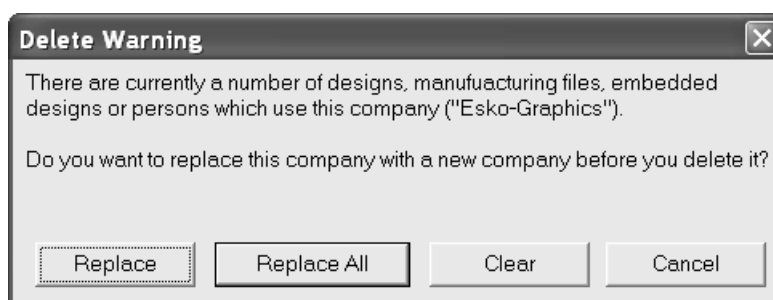 Delete Warning
There are currently a number of designs, manufuacturing files, embedded
designs or persons which use this company ("Esko-Graphics").
Do you want to replace this company with a new company before you delete it?
Replace Replace All Clear Cancel